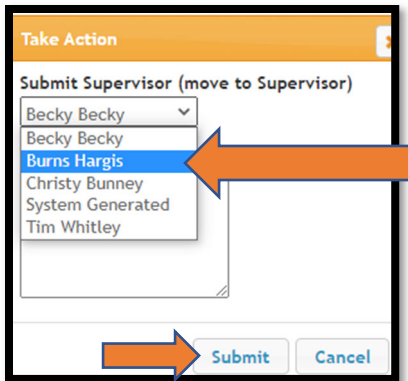 Take Action
Submit Supervisor (move to Supervisor)
Becky Becky
Becky Becky
Burns Hargis
Christy Bunney
System Generated
Tim Whitley
Submit Cancel